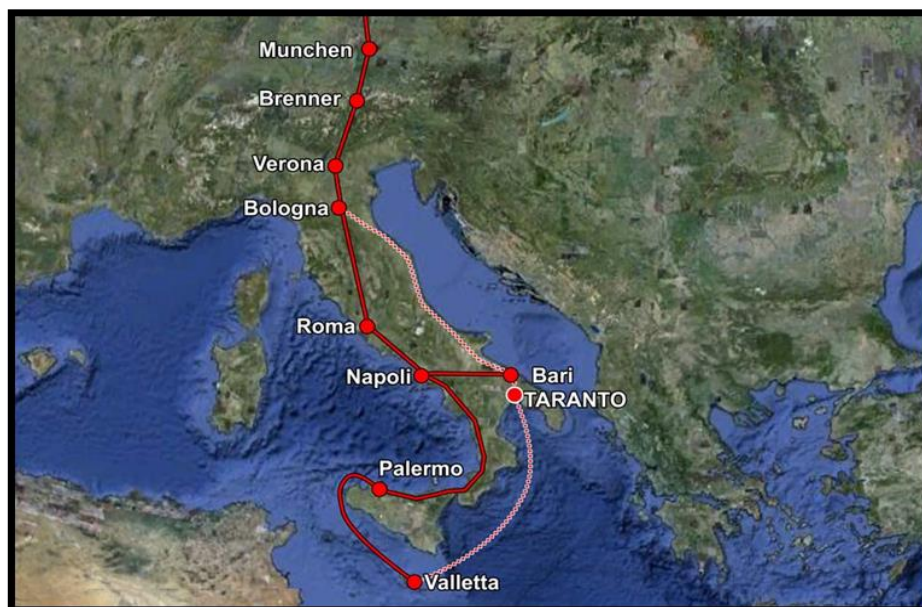 Munchen
Brenner
Verona
Bologna
Roma
Napoli
Bari
TARANTO
Palermo
Valletta